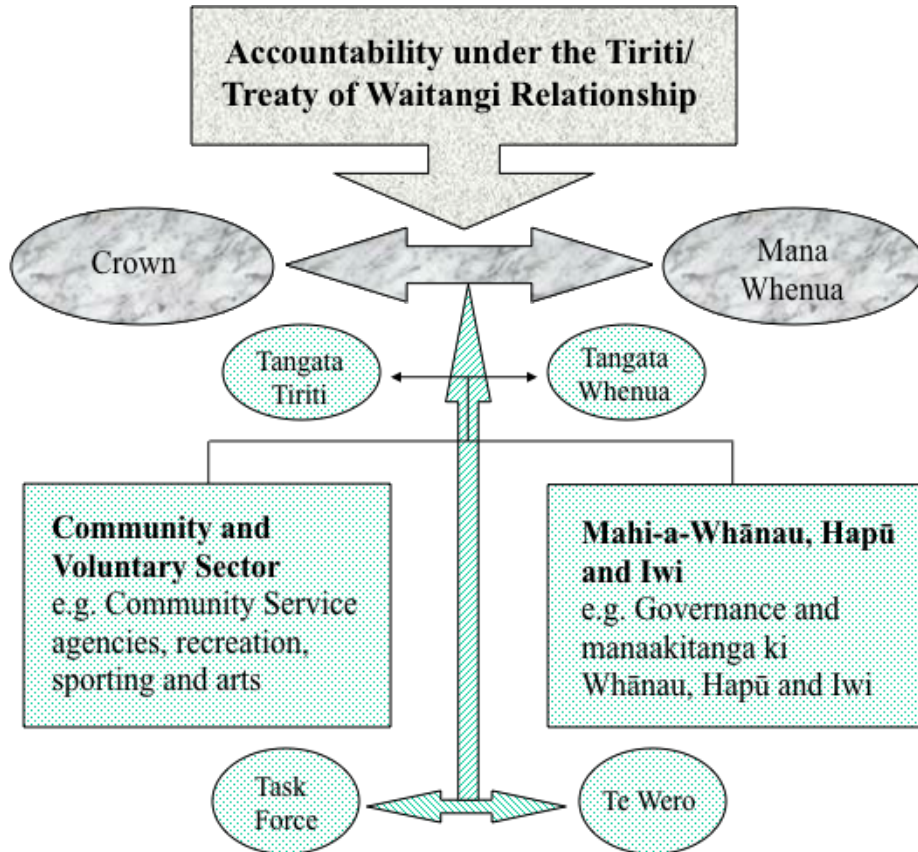 Accountability under the Tiriti/
Treaty of Waitangi Relationship
Crown
Mana
Whenua
Tangata
Tiriti
Tangata
Whenua
Community and
Voluntary Sector
e.g. Community Service
agencies, recreation,
sporting and arts
Mahi-a-Whānau, Hapū
and Iwi
e.g. Governance and
manaakitanga ki
Whānau, Hapū and Iwi
Task
Force
Te Wero